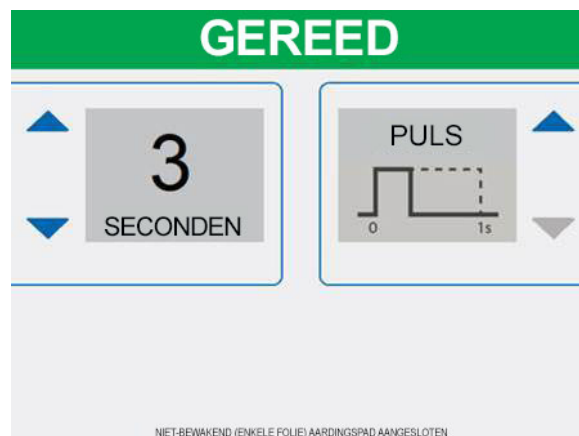 GEREED
3
SECONDEN
PULS
0 1s
NIET-BEWAKEND (ENKELE FOLIE) AARDINGSPAD AANGESLOTEN